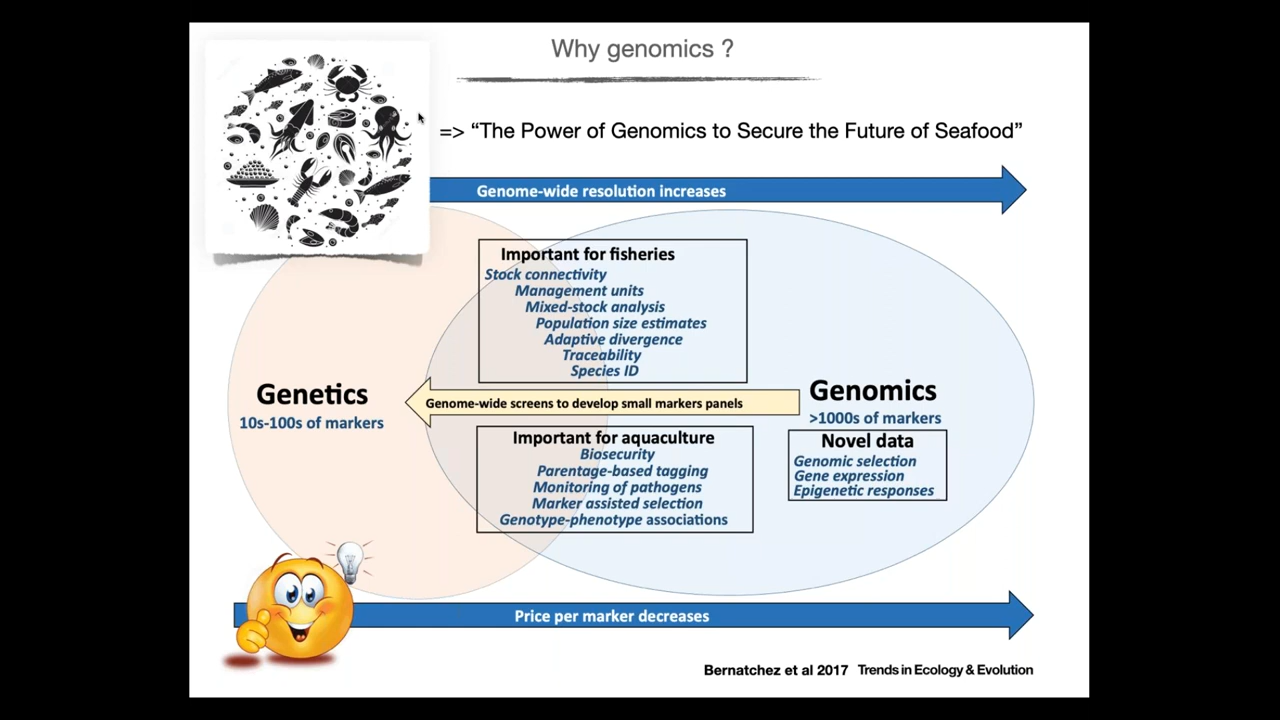 Why genomics ?
=> “The Power of Genomics to Secure the Future of Seafood”
Genome-wide resolution increases
Important for fisheries
Stock connectivity
Management units
Mixed-stock analysis
Population size estimates
Adaptive divergence
Traceability
Species ID
Genetics
10s-100s of markers
Genome-wide screens to develop small markers panels
Genomics
>1000s of markers
Important for aquaculture
Biosecurity
Parentage-based tagging
Monitoring of pathogens
Marker assisted selection
Genotype-phenotype associations
Novel data
Genomic selection
Gene expression
Epigenetic responses
Price per marker decreases
Bernatchez et al 2017 Trends in Ecology & Evolution